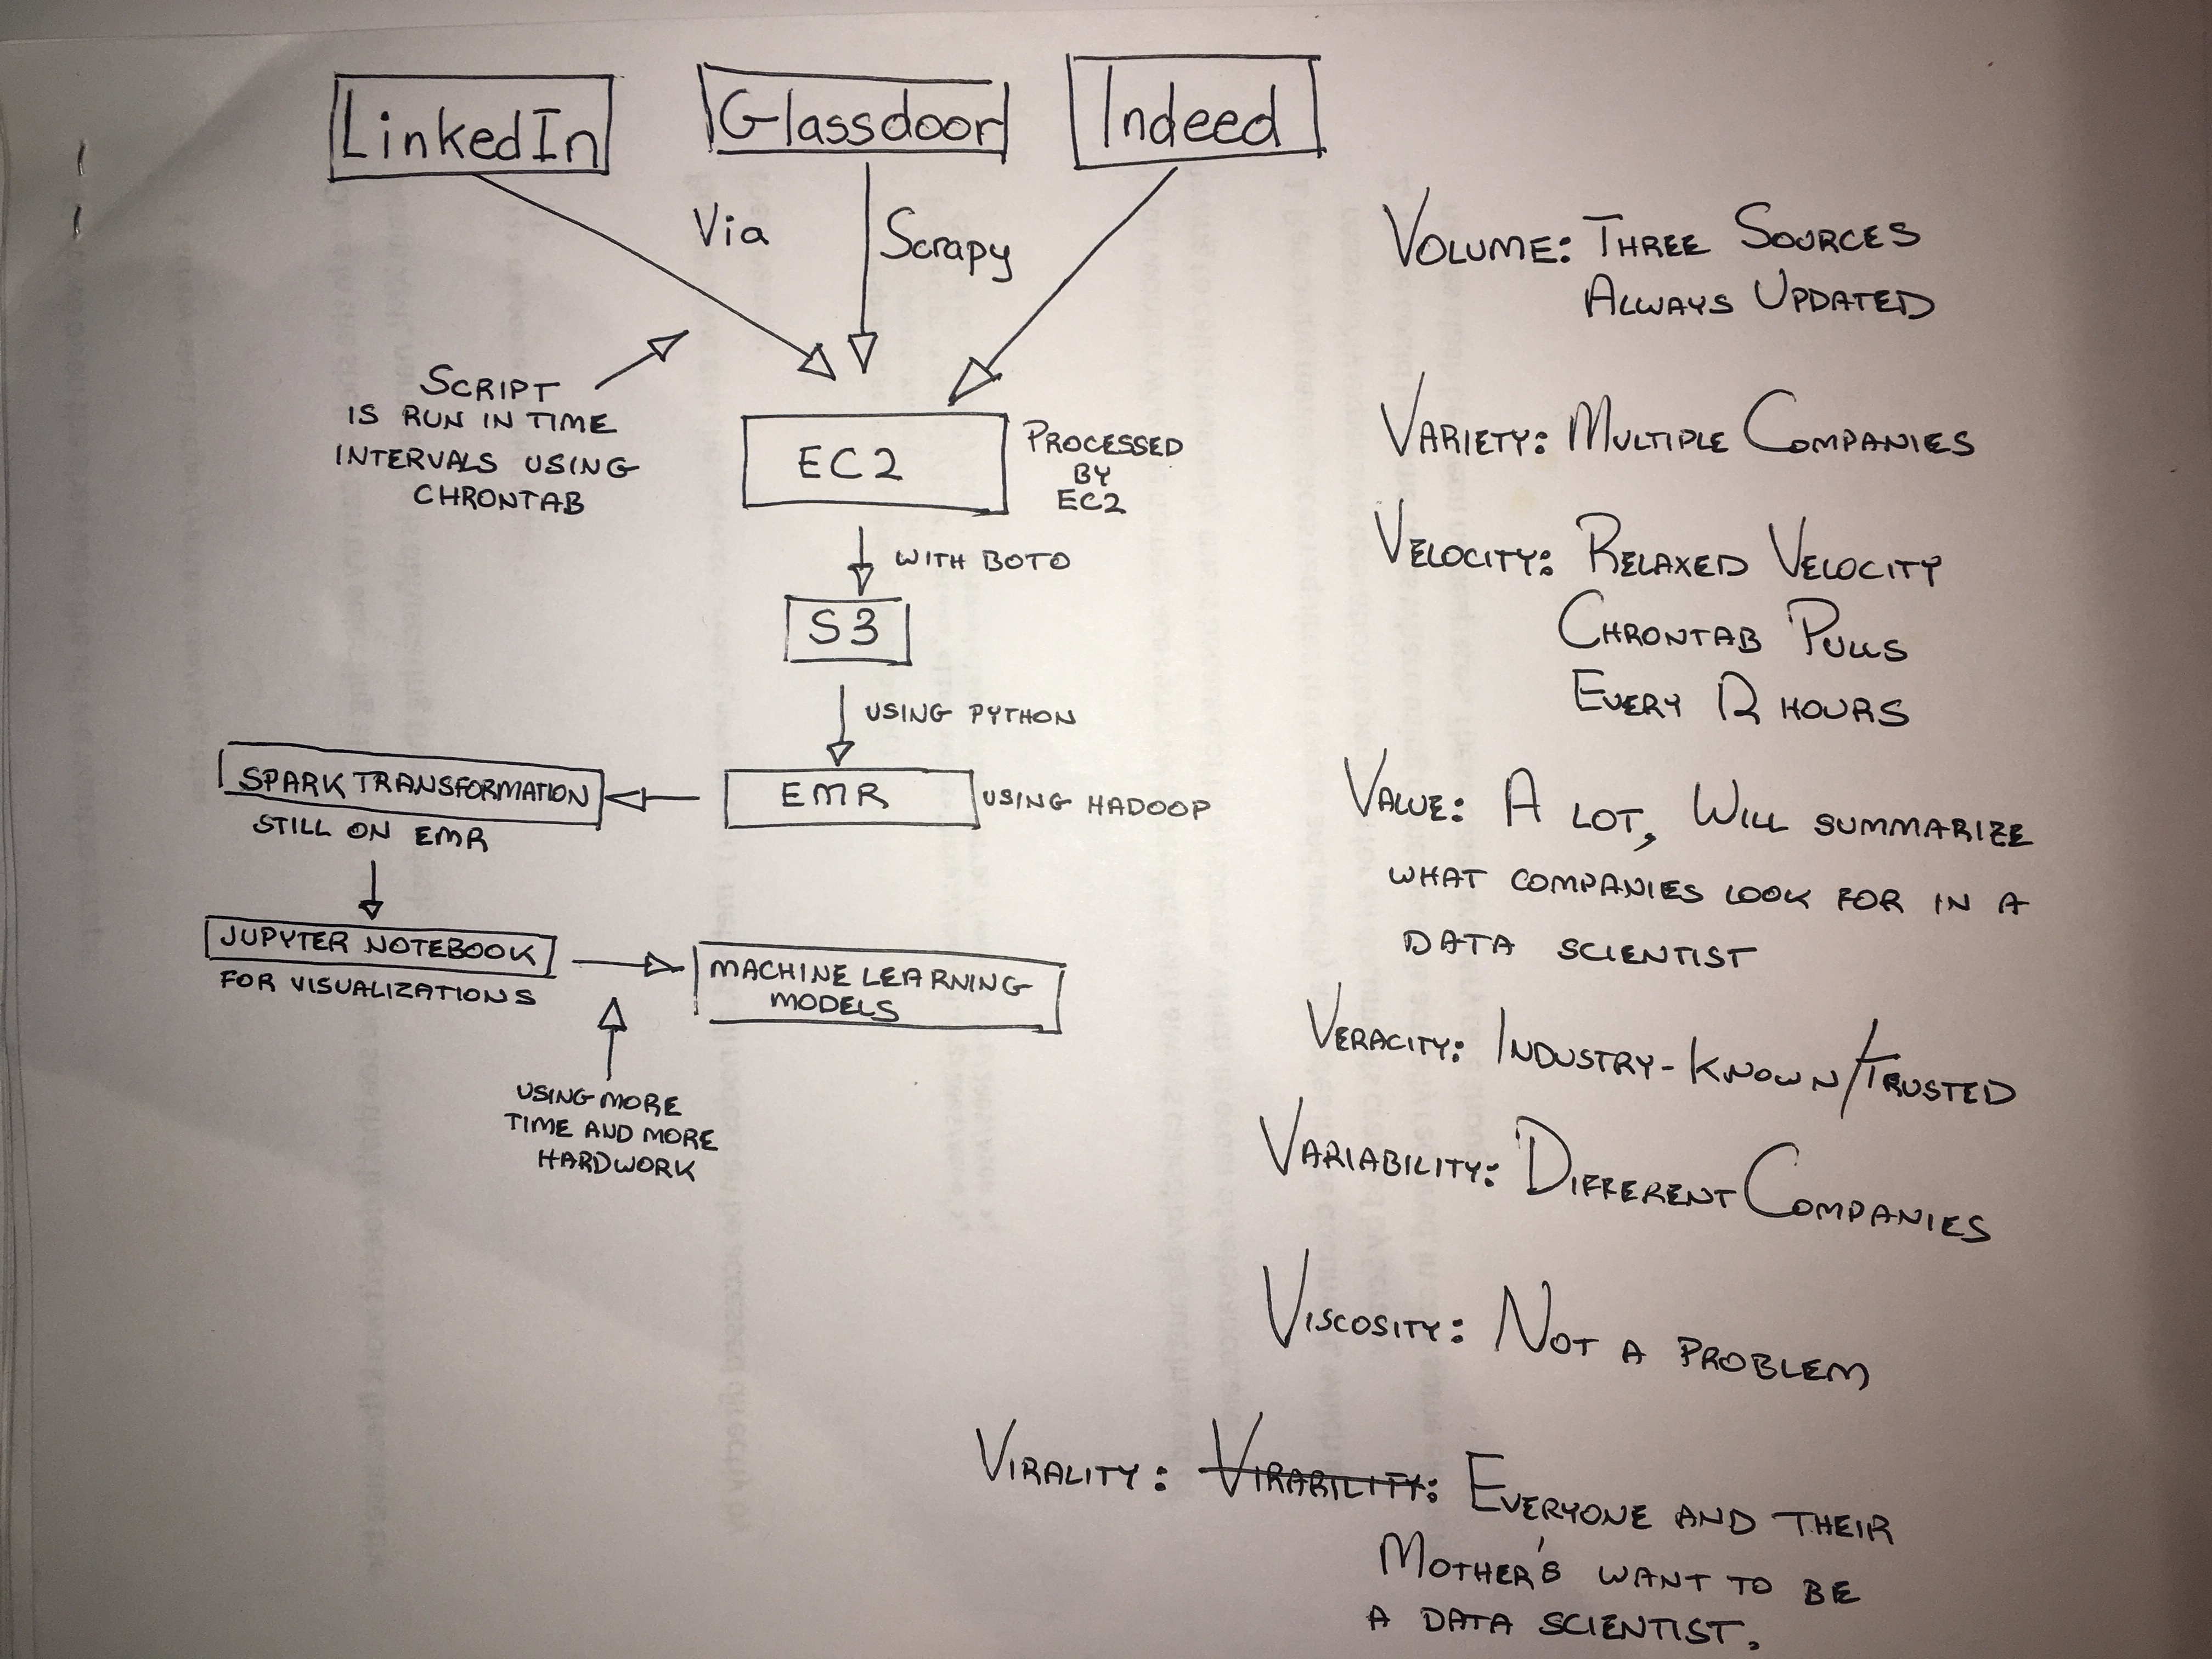 LinkedIn
Glassdoor
Indeed
Via
Scrapy
SCRIPT
IS RUN IN TIME
INTERVALS USING
CHRONTAB
EC2
PROCESSED
BY
EC2
WITH BOTO
S3
USING PYTHON
EMR
USING HADOOP
SPARK TRANSFORMATION
STILL ON EMR
JUPYTER NOTEBOOK
FOR VISUALIZATIONS
MACHINE LEARNING
MODELS
USING MORE
TIME AND MORE
HARDWORK
VOLUME: THREE SOURCES
ALWAYS UPDATED
VARIETY: MULTIPLE COMPANIES
VELOCITY: RELAXED VELOCITY
CHRONTAB PULLS
EVERY 12 HOURS
VALUE: A LOT, WILL SUMMARIZE
WHAT COMPANIES LOOK FOR IN A
DATA SCIENTIST
VERACITY: INDUSTRY-KNOWN/TRUSTED
VARIABILITY: DIFFERENT COMPANIES
VISCOSITY: NOT A PROBLEM
VIRALITY: VIRABILITY: EVERYONE AND THEIR
MOTHER'S WANT TO BE
A DATA SCIENTIST.